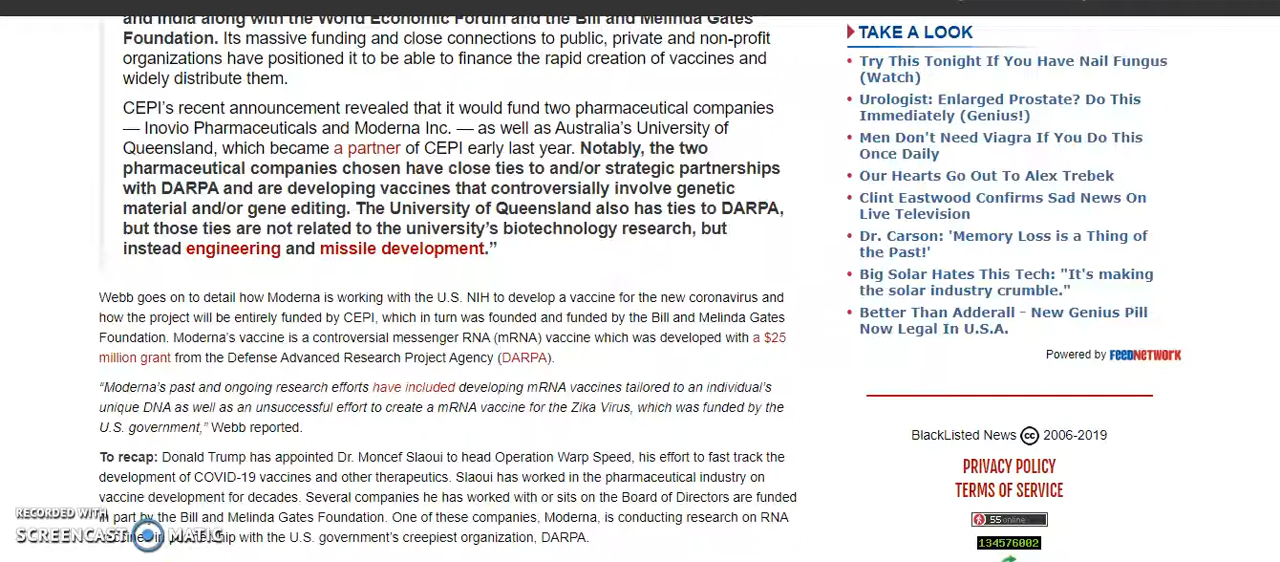 and India along with the World Economic Forum and the Bill and Melinda Gates
Foundation. Its massive funding and close connections to public, private and non-profit
organizations have positioned it to be able to finance the rapid creation of vaccines and
widely distribute them.
CEPI's recent announcement revealed that it would fund two pharmaceutical companies
— Inovio Pharmaceuticals and Moderna Inc. — as well as Australia's University of
Queensland, which became a partner of CEPI early last year. Notably, the two
pharmaceutical companies chosen have close ties to and/or strategic partnerships
with DARPA and are developing vaccines that controversially involve genetic
material and/or gene editing. The University of Queensland also has ties to DARPA,
but those ties are not related to the university's biotechnology research, but
instead engineering and missile development.”
Webb goes on to detail how Moderna is working with the U.S. NIH to develop a vaccine for the new coronavirus and
how the project will be entirely funded by CEPI, which in turn was founded and funded by the Bill and Melinda Gates
Foundation. Moderna's vaccine is a controversial messenger RNA (mRNA) vaccine which was developed with a $25
million grant from the Defense Advanced Research Project Agency (DARPA).
“Moderna's past and ongoing research efforts have included developing mRNA vaccines tailored to an individual's
unique DNA as well as an unsuccessful effort to create a mRNA vaccine for the Zika Virus, which was funded by the
U.S. government,” Webb reported.
To recap: Donald Trump has appointed Dr. Moncef Slaoui to head Operation Warp Speed, his effort to fast track the
development of COVID-19 vaccines and other therapeutics. Slaoui has worked in the pharmaceutical industry on
vaccine development for decades. Several companies he has worked with or sits on the Board of Directors are funded
in part by the Bill and Melinda Gates Foundation. One of these companies, Moderna, is conducting research on RNA
with the U.S. government's creepiest organization, DARPA.
RECORDED WITH
SCREENCAST MATIC
TAKE A LOOK
Try This Tonight If You Have Nail Fungus
(Watch)
Urologist: Enlarged Prostate? Do This
Immediately (Genius!)
Men Don't Need Viagra If You Do This
Once Daily
Our Hearts Go Out To Alex Trebek
Clint Eastwood Confirms Sad News On
Live Television
Dr. Carson: 'Memory Loss is a Thing of
the Past!'
Big Solar Hates This Tech: "It's making
the solar industry crumble."
Better Than Adderall - New Genius Pill
Now Legal In U.S.A.
Powered by FEEDNETWORK
BlackListed News cc 2006-2019
PRIVACY POLICY
TERMS OF SERVICE
55 online
134576002